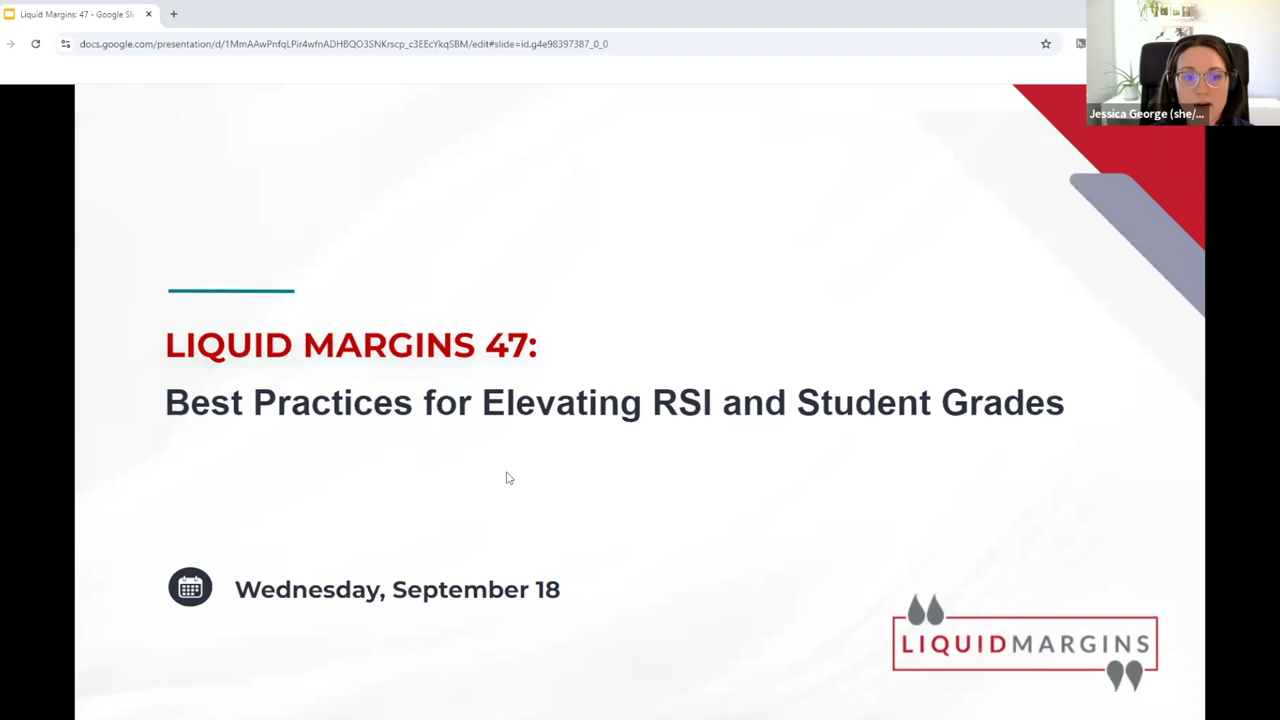 Liquid Margins: 47 - Google Sli
docs.google.com/presentation/d/1MmAAwPnfqLPir4wfnADHBQO3SNKrscp_c3EEcYkqSBM/edit#slide=id.g4e98397387_0_0
Jessica George (she/...
LIQUID MARGINS 47:
Best Practices for Elevating RSI and Student Grades
Wednesday, September 18
LIQUIDMARGINS